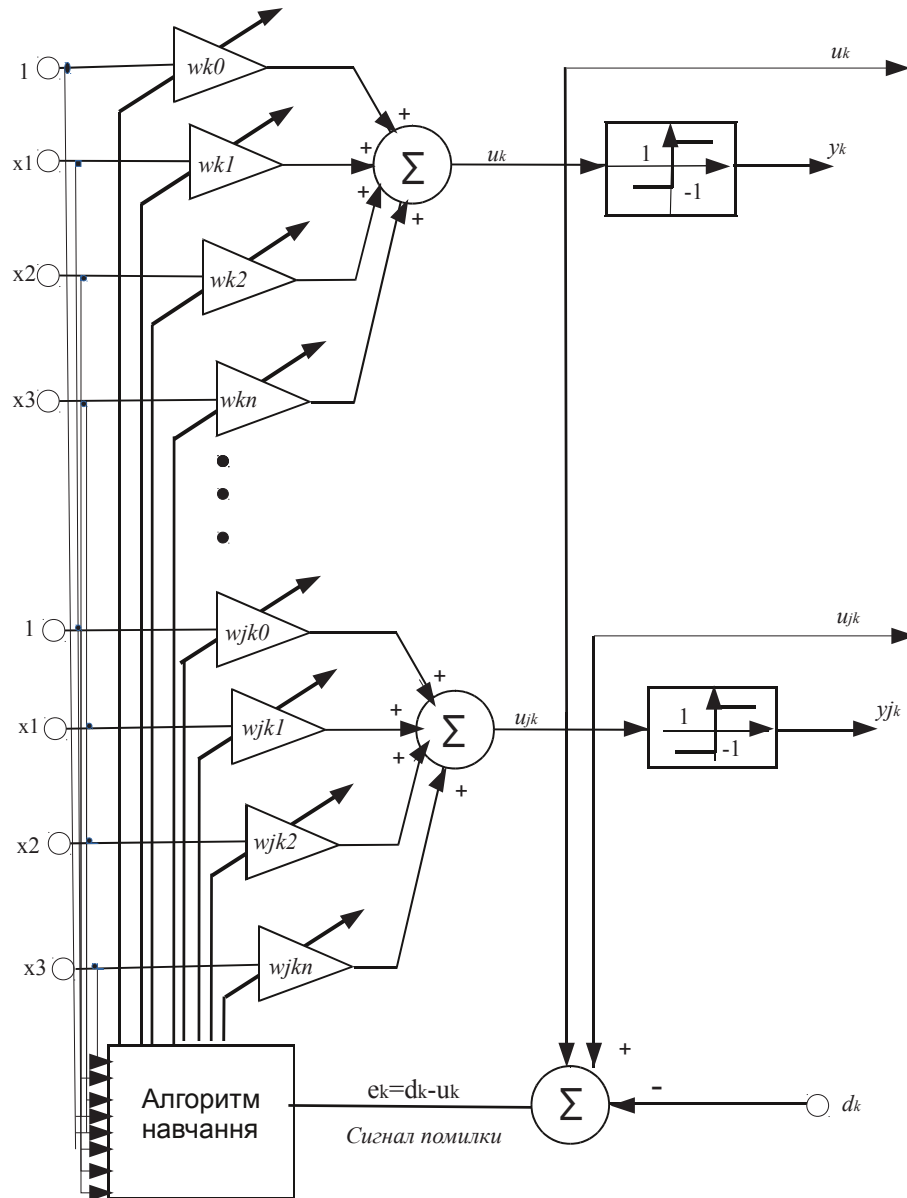 1
wk0
+
uk
x1
wk1
+
Σ
uk
1
-1
yk
+
+
x2
wk2
x3
wkn
1
wjk0
+
ujk
x1
wjk1
+
Σ
ujk
1
-1
yjk
+
+
x2
wjk2
x3
wjkn
+
Алгоритм
навчання
ek=dk-uk
Σ
-
dk
Сигнал помилки